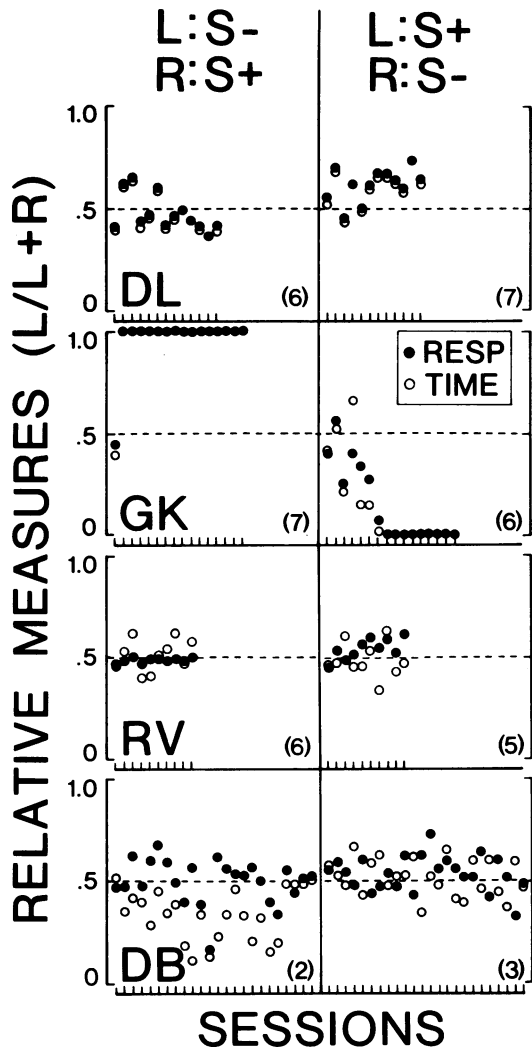 L:S- L:S+
R:S+ R:S-
RELATIVE MEASURES (L/L+R)
1.0
.5
0
DL (6) (7)
1.0
.5
0
GK (7) (6)
RESP
TIME
1.0
.5
0
RV (6) (5)
1.0
.5
0
DB (2) (3)
SESSIONS